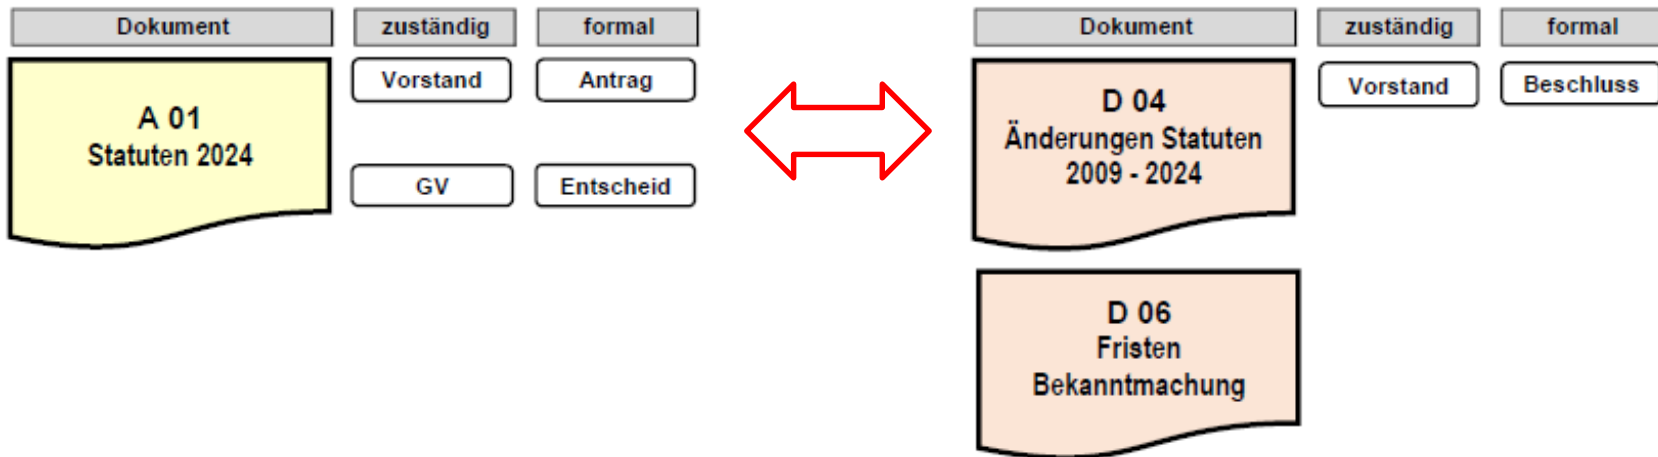 Dokument zuständig formal
Vorstand Antrag
A 01
Statuten 2024
GV Entscheid
Dokument zuständig formal
Vorstand Beschluss
D 04
Änderungen Statuten
2009 - 2024
D 06
Fristen
Bekanntmachung